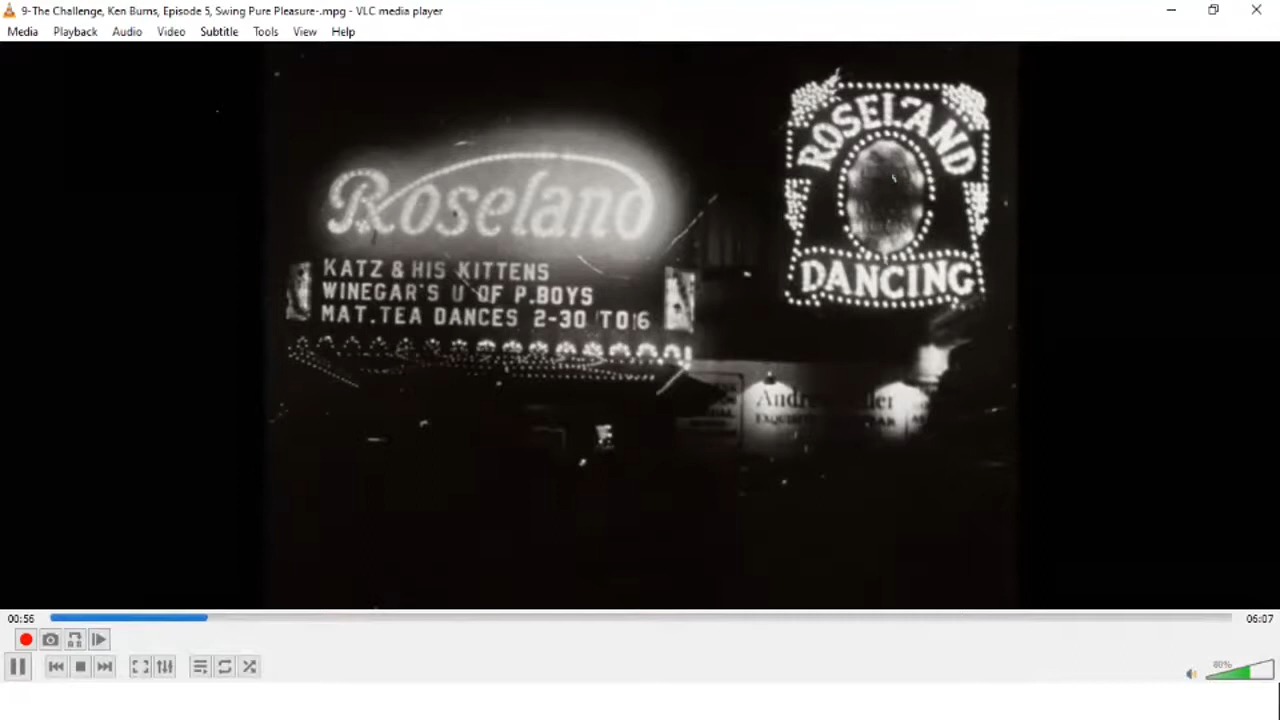 9-The Challenge, Ken Burns, Episode 5, Swing Pure Pleasure-.mpg - VLC media player
Media Playback Audio Video Subtitle Tools View Help
Roseland
KATZ & HIS KITTENS
WINEGAR'S U OF P.BOYS
MAT.TEA DANCES 2-30 TO 6
ROSELAND
DANCING
00:56
06:07
80%